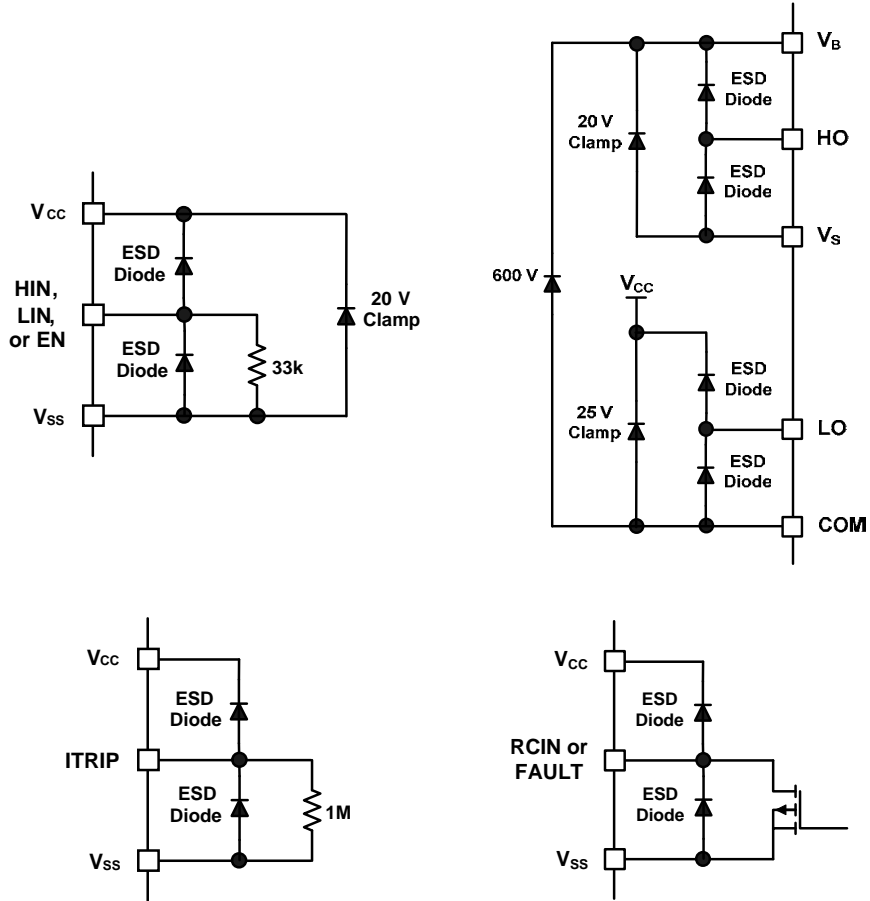 VCC
ESD
Diode
HIN,
LIN,
or EN
ESD
Diode
33k
20 V
Clamp
VSS
VB
ESD
Diode
20 V
Clamp
HO
ESD
Diode
VS
600 V
VCC
ESD
Diode
25 V
Clamp
LO
ESD
Diode
COM
VCC
ESD
Diode
ITRIP
ESD
Diode
1M
VSS
VCC
ESD
Diode
RCIN or
FAULT
ESD
Diode
VSS